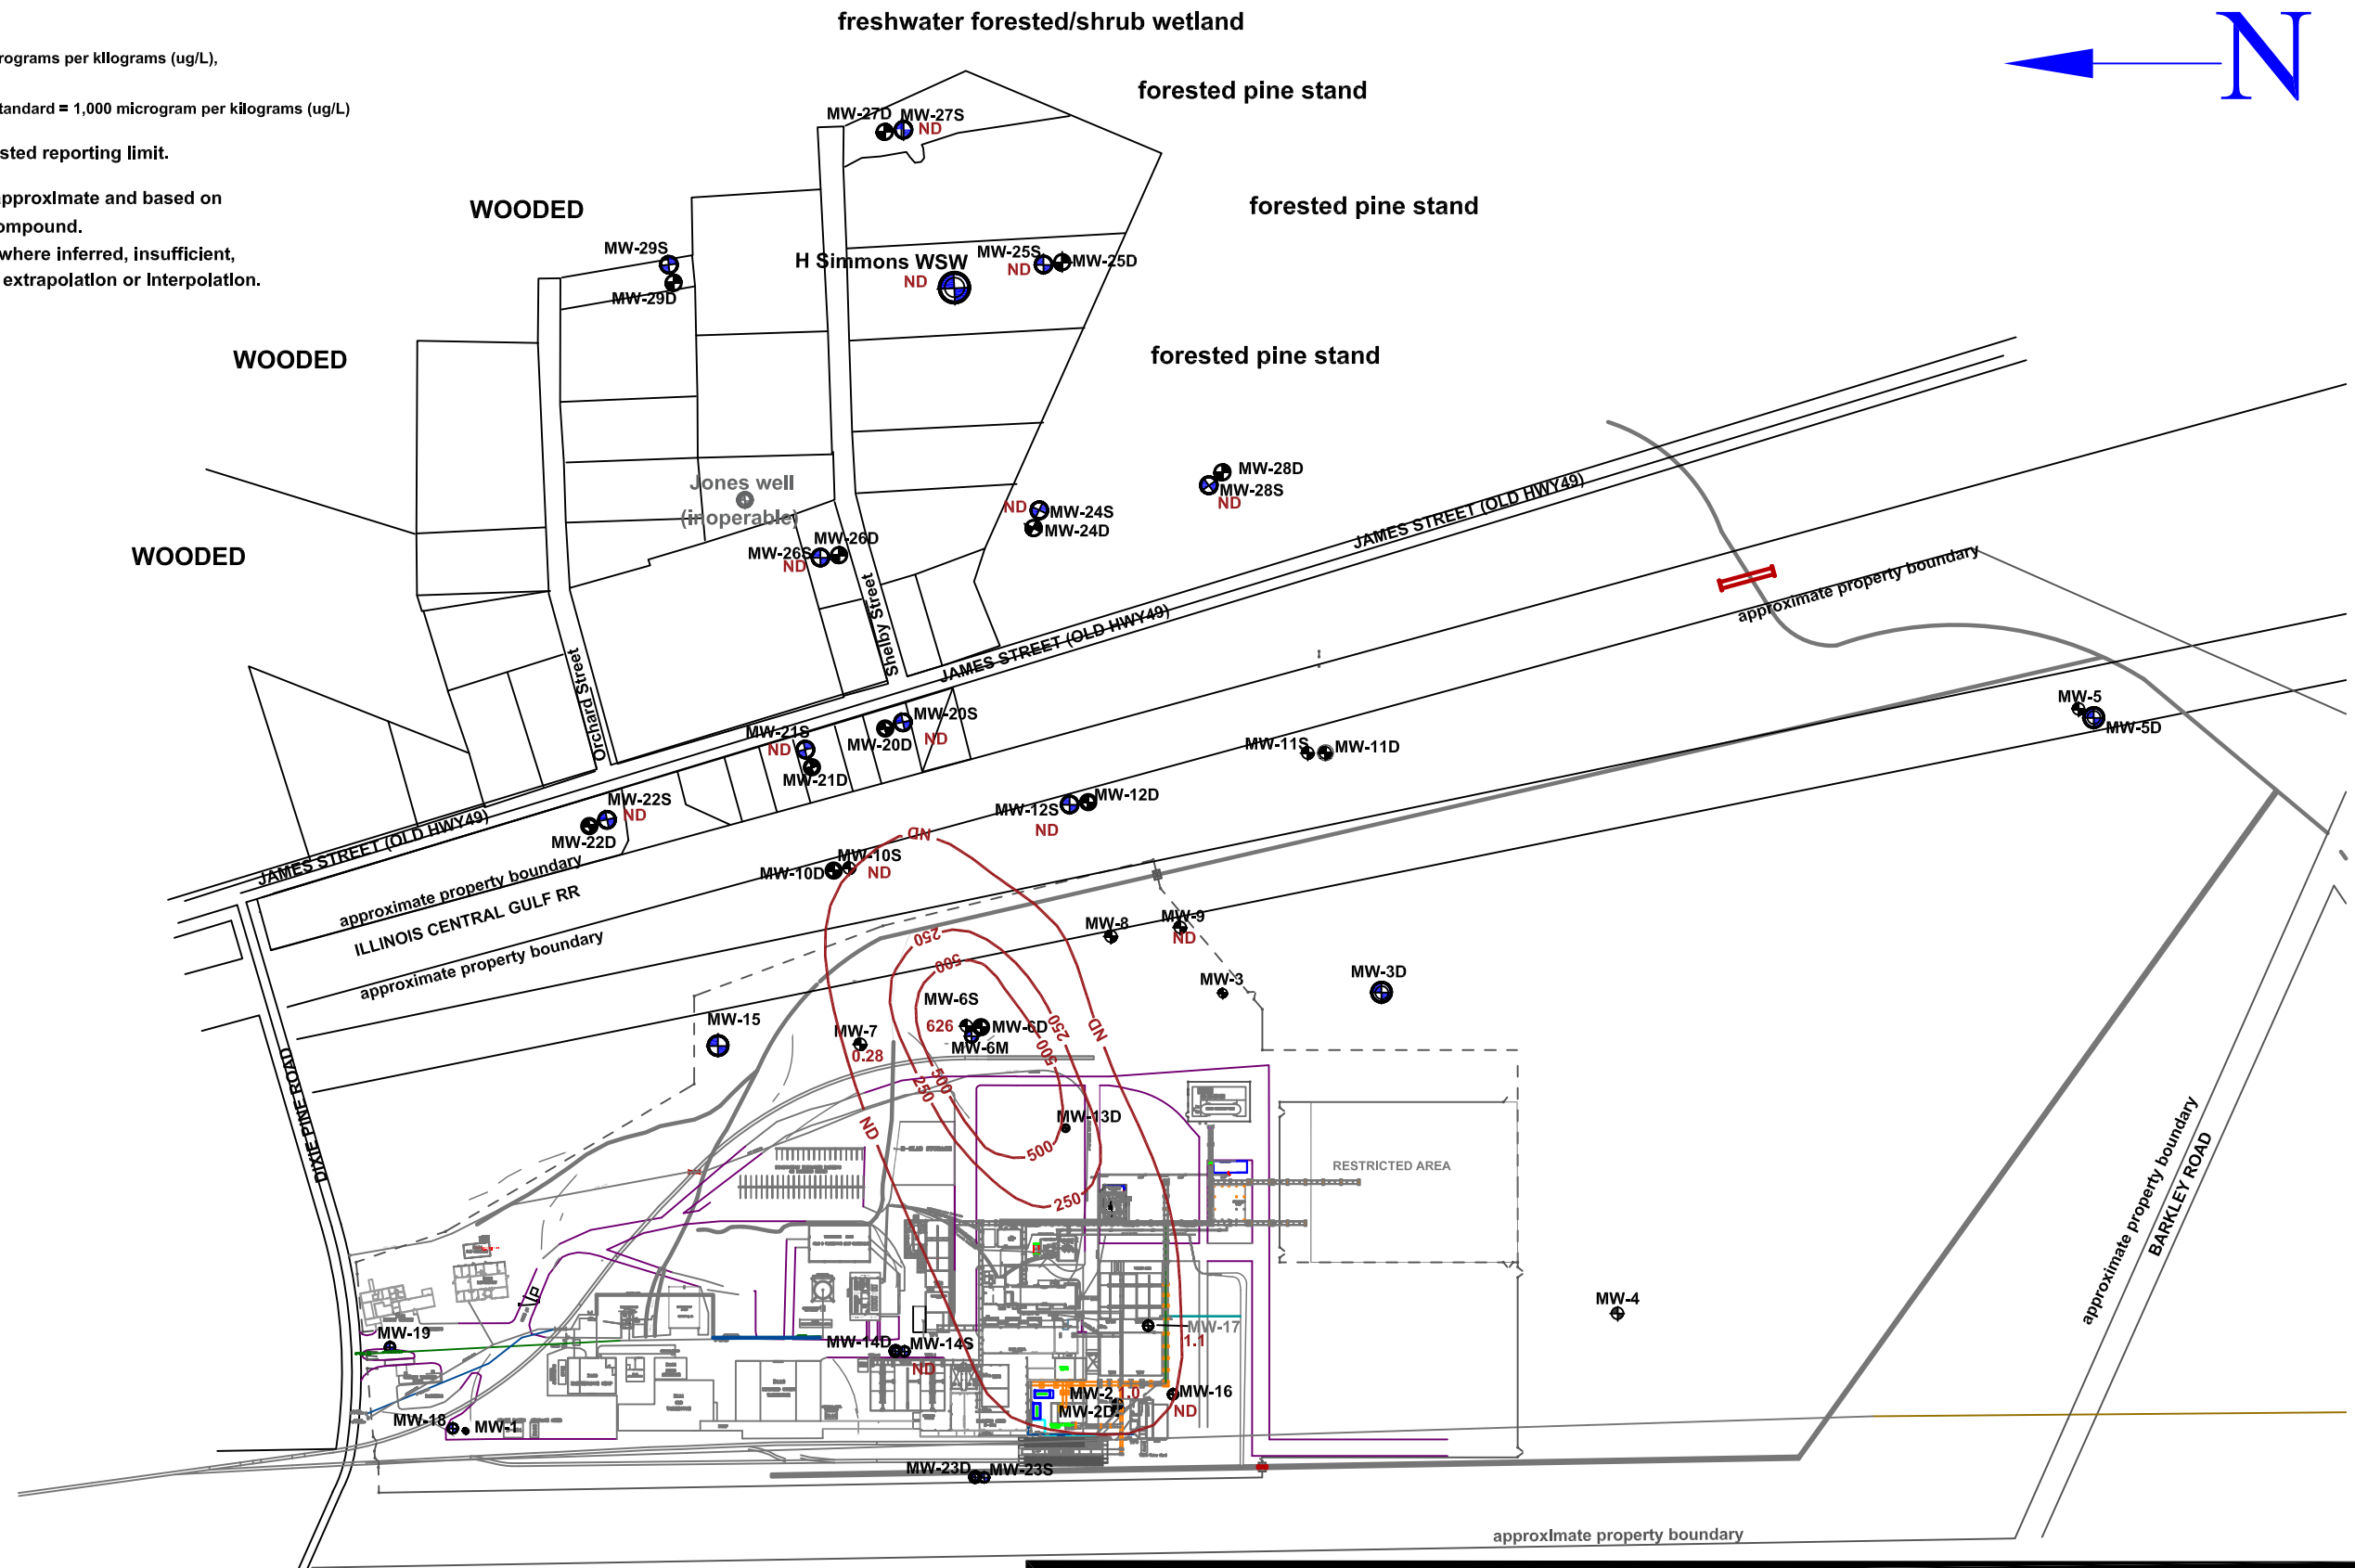 freshwater forested/shrub wetland
N
rograms per kilograms (ug/L),
tandard = 1,000 microgram per kilograms (ug/L)
sted reporting limit.
approximate and based on
ompound.
where inferred, insufficient,
extrapolation or interpolation.
forested pine stand
MW-27D
MW-27S
ND
WOODED
forested pine stand
MW-29S
MW-29D
H Simmons WSW
ND
MW-25S
ND
MW-25D
WOODED
forested pine stand
MW-28D
MW-28S
ND
Jones well
(inoperable)
ND
MW-24S
MW-24D
JAMES STREET (OLD HWY49)
WOODED
MW-26D
MW-26S
ND
Shelby Street
approximate property boundary
JAMES STREET (OLD HWY49)
Orchard Street
MW-5
MW-5D
MW-20S
MW-20D
ND
MW-21S
ND
MW-21D
MW-11S
MW-11D
MW-22S
ND
MW-22D
MW-12S
MW-12D
ND
JAMES STREET (OLD HWY49)
ND
MW-10S
MW-10D
ND
approximate property boundary
ILLINOIS CENTRAL GULF RR
approximate property boundary
250
500
MW-8
MW-9
ND
MW-3
MW-3D
MW-6S
626
MW-6D
MW-6M
MW-15
MW-7
0.28
250
500
ND
500
250
DIXIE PINE ROAD
ND
MW-13D
500
250
RESTRICTED AREA
approximate property boundary
BARKLEY ROAD
MW-4
MW-17
1.1
MW-19
MW-14D
MW-14S
ND
MW-2
1.0
MW-2D
MW-16
ND
MW-18
MW-1
MW-23D
MW-23S
approximate property boundary